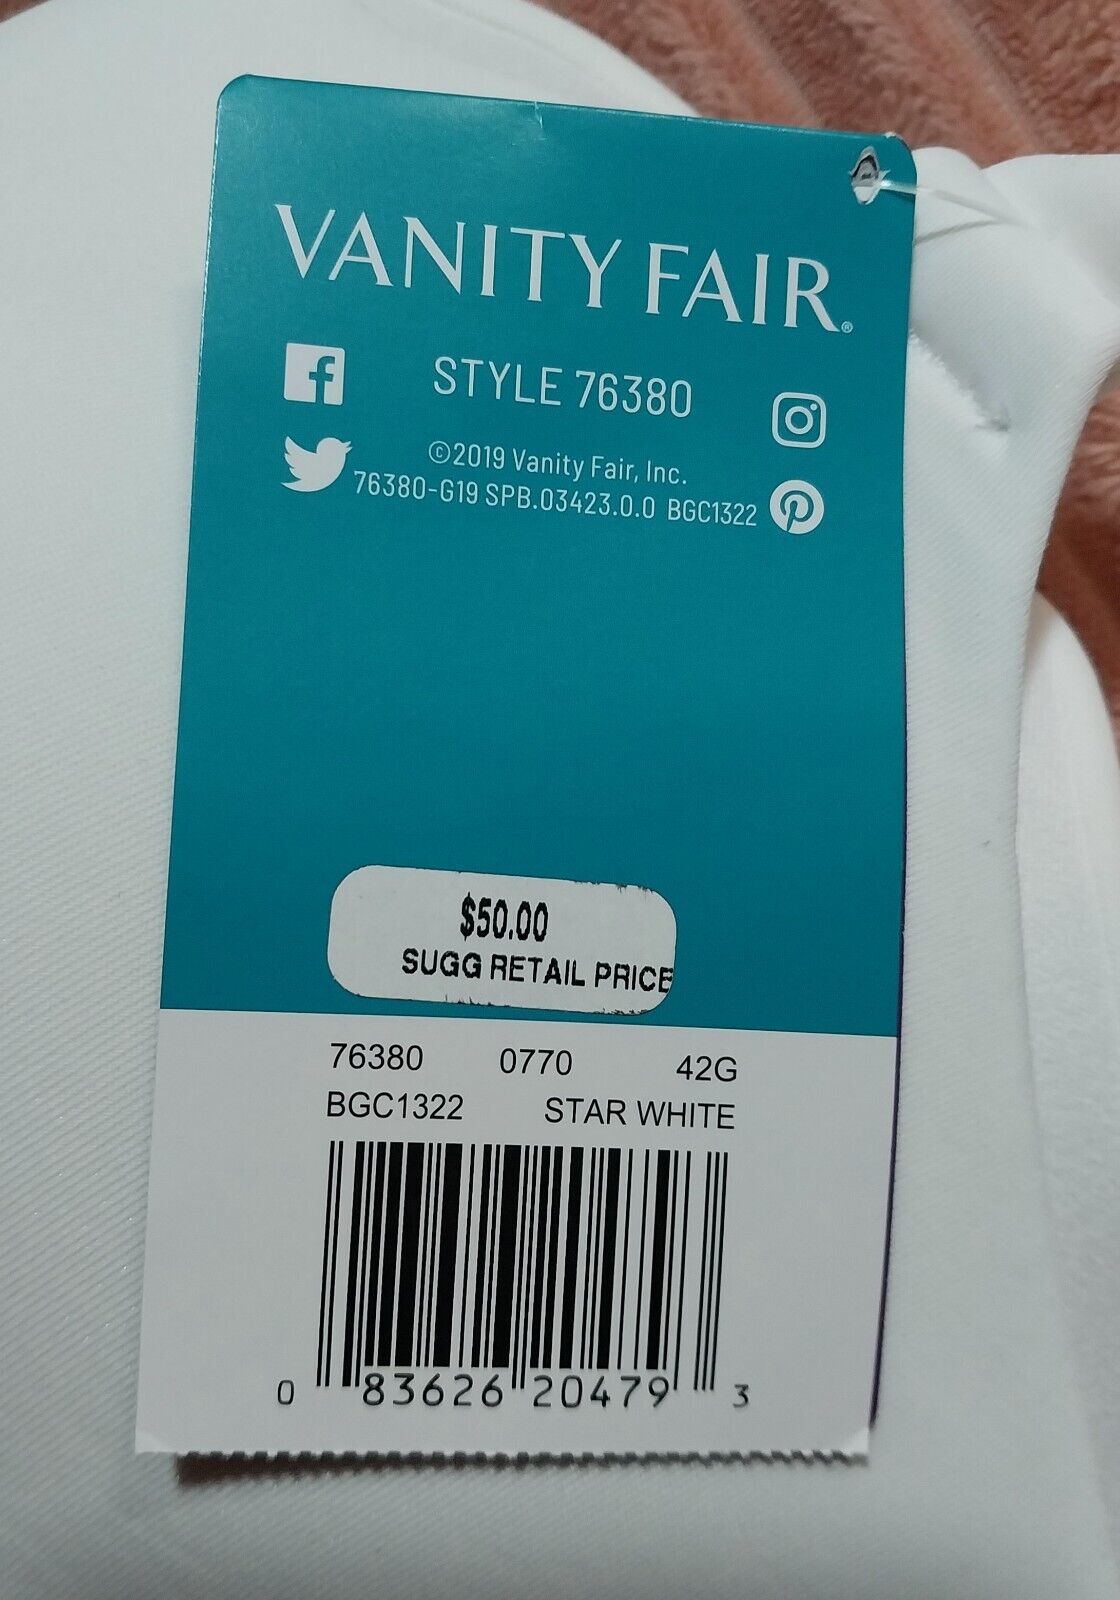 VANITY FAIR®
STYLE 76380
©2019 Vanity Fair, Inc.
76380-G19 SPB.03423.0.0 BGC1322
$50.00
SUGG RETAIL PRICE
76380 0770 42G
BGC1322 STAR WHITE
0 83626 20479 3